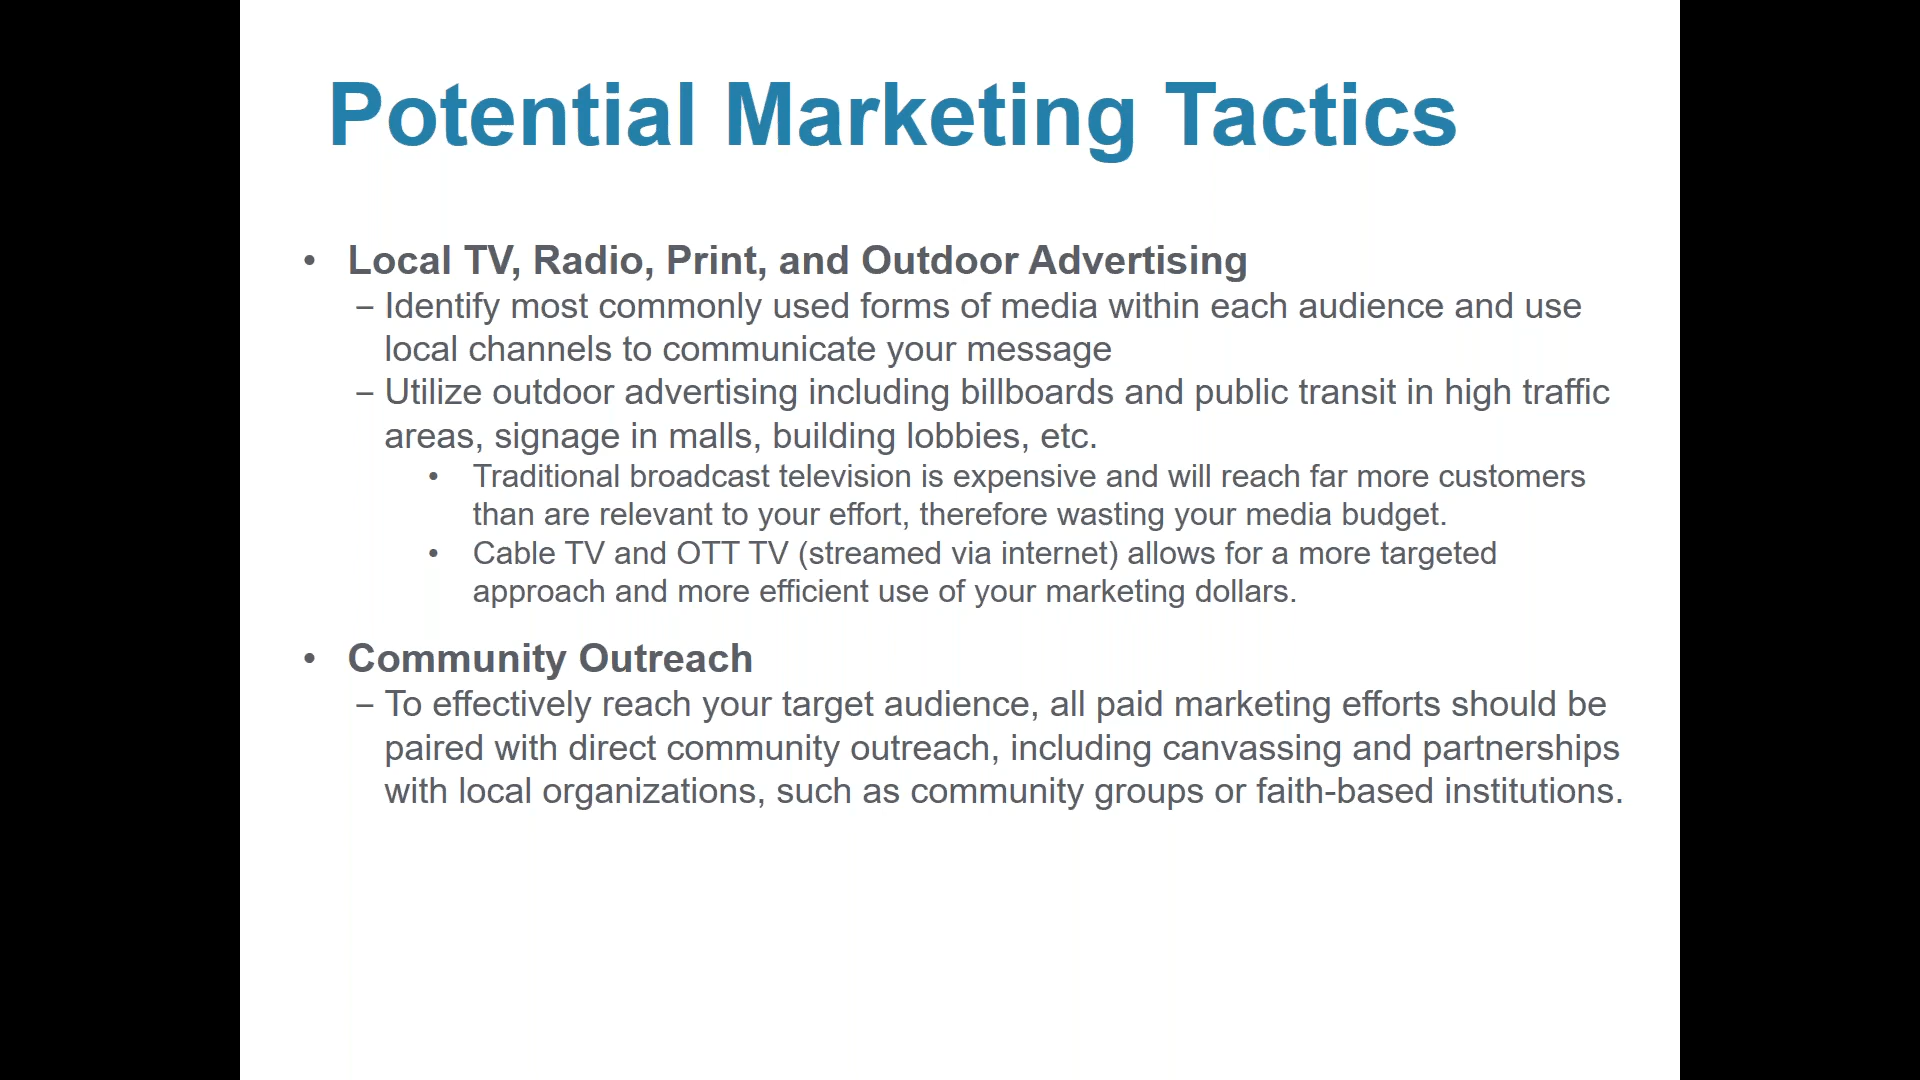 Potential Marketing Tactics
• Local TV, Radio, Print, and Outdoor Advertising
– Identify most commonly used forms of media within each audience and use
local channels to communicate your message
– Utilize outdoor advertising including billboards and public transit in high traffic
areas, signage in malls, building lobbies, etc.
• Traditional broadcast television is expensive and will reach far more customers
than are relevant to your effort, therefore wasting your media budget.
• Cable TV and OTT TV (streamed via internet) allows for a more targeted
approach and more efficient use of your marketing dollars.
• Community Outreach
– To effectively reach your target audience, all paid marketing efforts should be
paired with direct community outreach, including canvassing and partnerships
with local organizations, such as community groups or faith-based institutions.